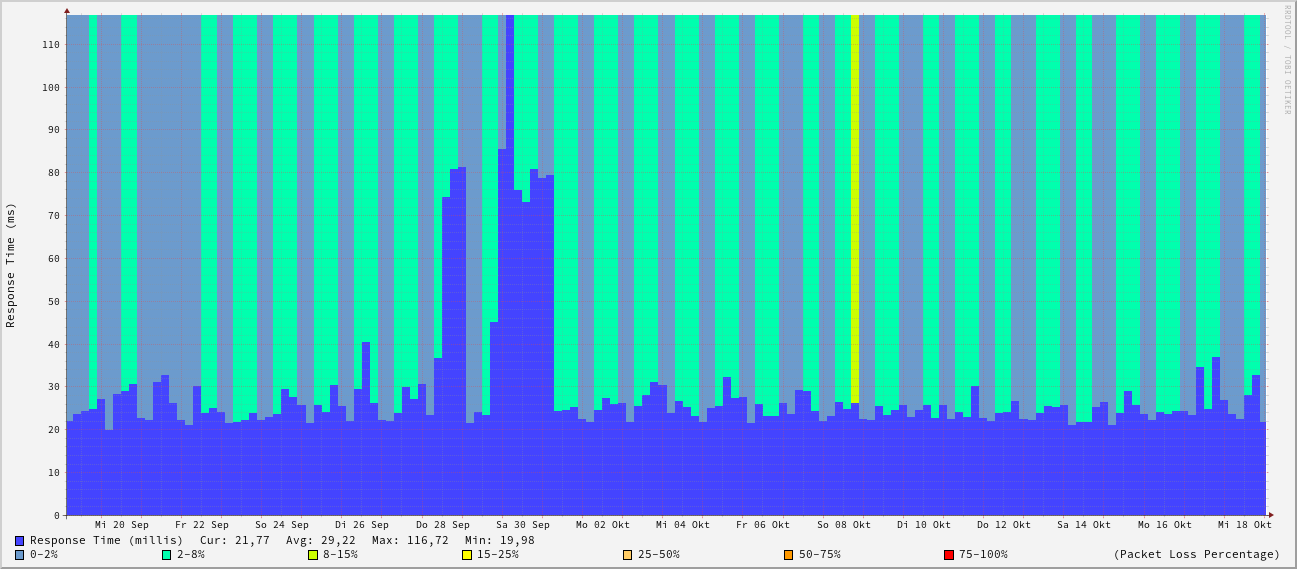 RRDTOOL / TOBI OETIKER
Response Time (ms)
110
100
90
80
70
60
50
40
30
20
10
0
Mi 20 Sep Fr 22 Sep So 24 Sep Di 26 Sep Do 28 Sep Sa 30 Sep Mo 02 Okt Mi 04 Okt Fr 06 Okt So 08 Okt Di 10 Okt Do 12 Okt Sa 14 Okt Mo 16 Okt Mi 18 Okt
Response Time (millis) Cur: 21,77 Avg: 29,22 Max: 116,72 Min: 19,98
0-2% 2-8% 8-15% 15-25% 25-50% 50-75% 75-100% (Packet Loss Percentage)